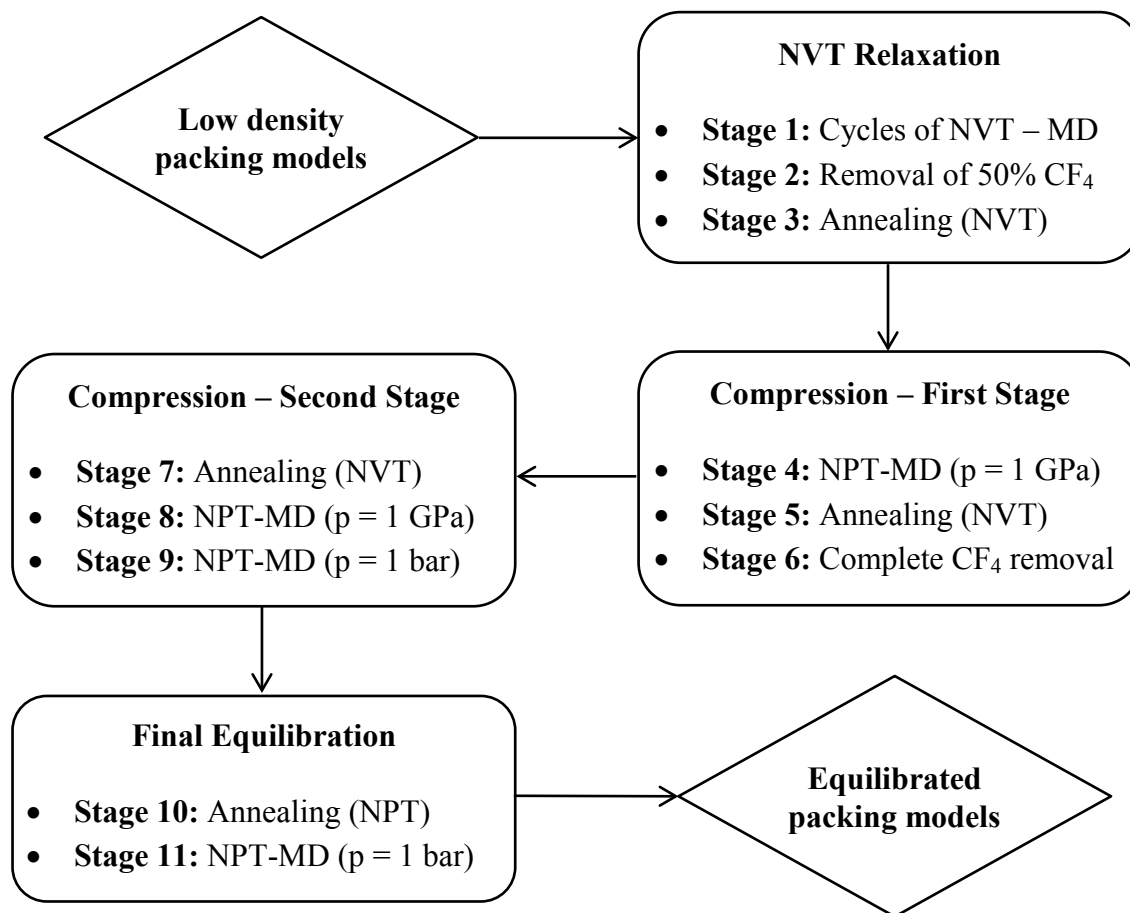 Low density
packing models
NVT Relaxation
• Stage 1: Cycles of NVT – MD
• Stage 2: Removal of 50% CF₄
• Stage 3: Annealing (NVT)
Compression – First Stage
• Stage 4: NPT-MD (p = 1 GPa)
• Stage 5: Annealing (NVT)
• Stage 6: Complete CF₄ removal
Compression – Second Stage
• Stage 7: Annealing (NVT)
• Stage 8: NPT-MD (p = 1 GPa)
• Stage 9: NPT-MD (p = 1 bar)
Final Equilibration
• Stage 10: Annealing (NPT)
• Stage 11: NPT-MD (p = 1 bar)
Equilibrated
packing models